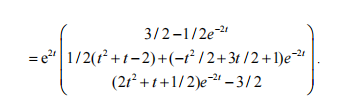 3/2−1/2e^{−2t}
= e^{2t} 1/2(t²+t−2)+(−t²/2+3t/2+1)e^{−2t} .
(2t²+t+1/2)e^{−2t}−3/2